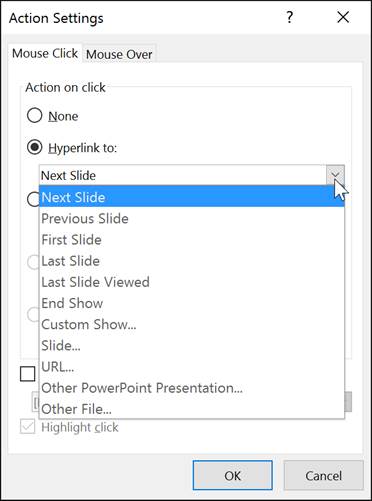 Action Settings ? ×
Mouse Click Mouse Over
Action on click
None
Hyperlink to:
Next Slide
Next Slide
Previous Slide
First Slide
Last Slide
Last Slide Viewed
End Show
Custom Show...
Slide...
URL...
Other PowerPoint Presentation...
Other File...
Highlight click
OK Cancel